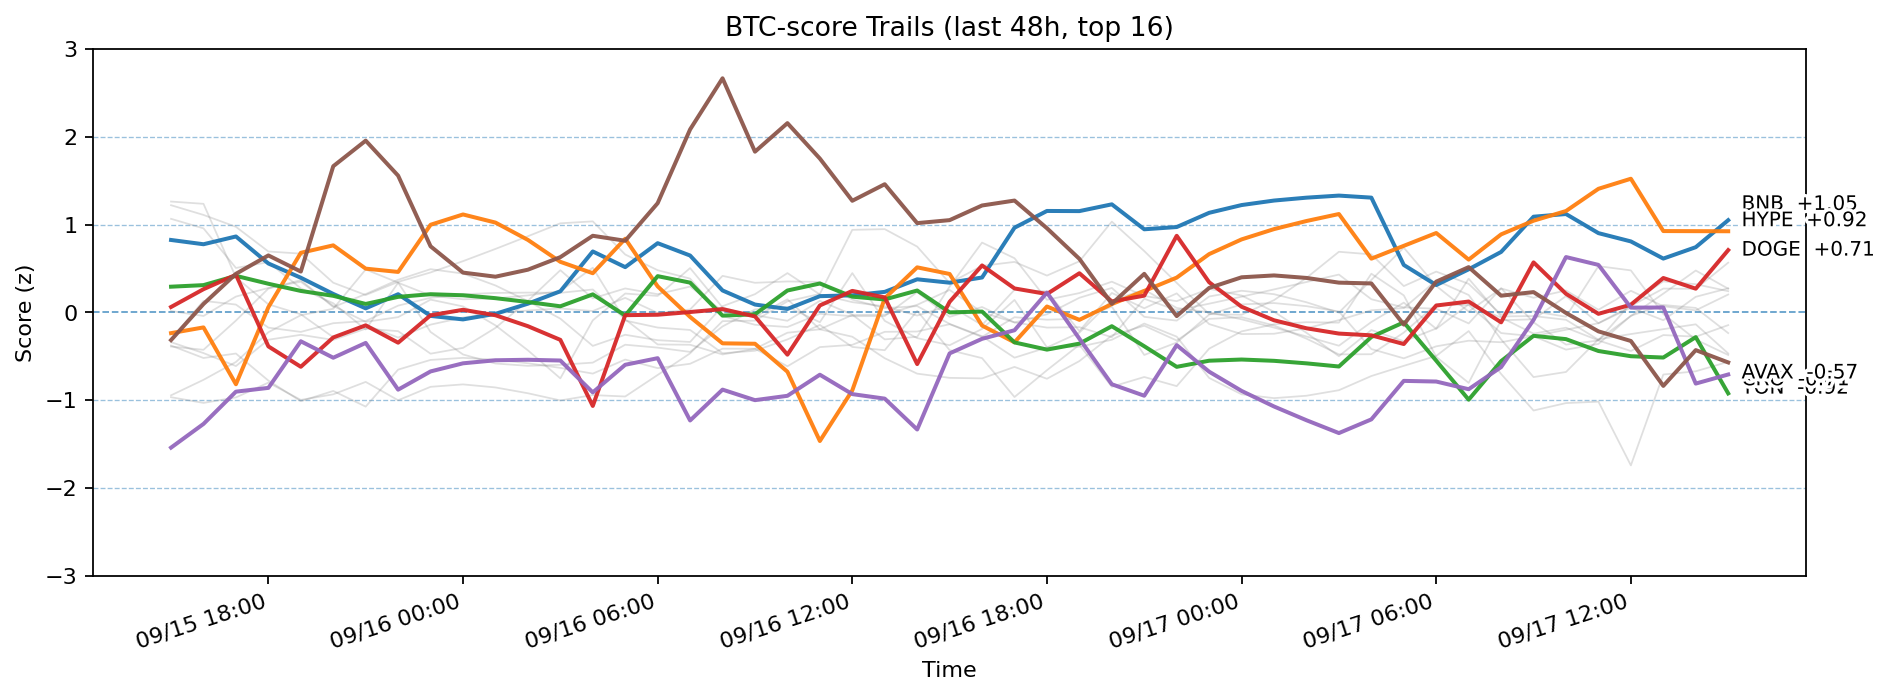 BTC-score Trails (last 48h, top 16)
Score (z)
3
2
1
0
−1
−2
−3
BNB +1.05
HYPE +0.92
DOGE +0.71
AVAX -0.57
TON -0.92
09/15 18:00
09/16 00:00
09/16 06:00
09/16 12:00
09/16 18:00
09/17 00:00
09/17 06:00
09/17 12:00
Time